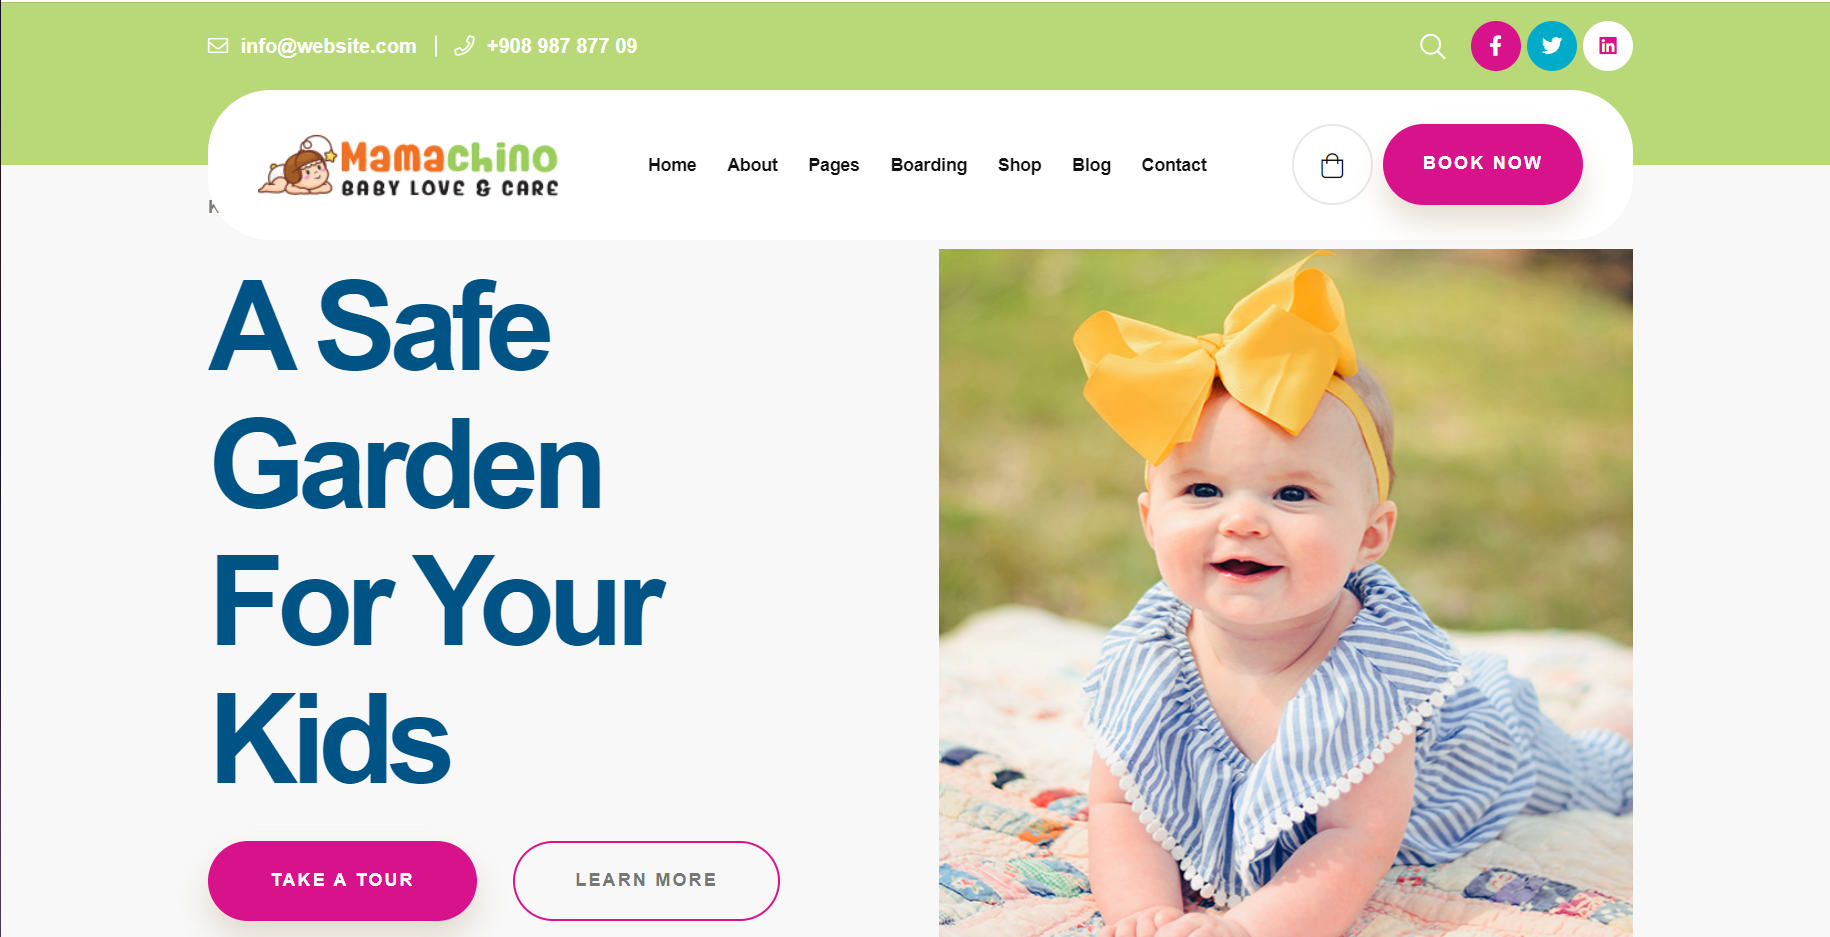 info@website.com | +908 987 877 09
Mamachino
BABY LOVE & CARE
Home About Pages Boarding Shop Blog Contact
BOOK NOW
A Safe
Garden
For Your
Kids
TAKE A TOUR
LEARN MORE